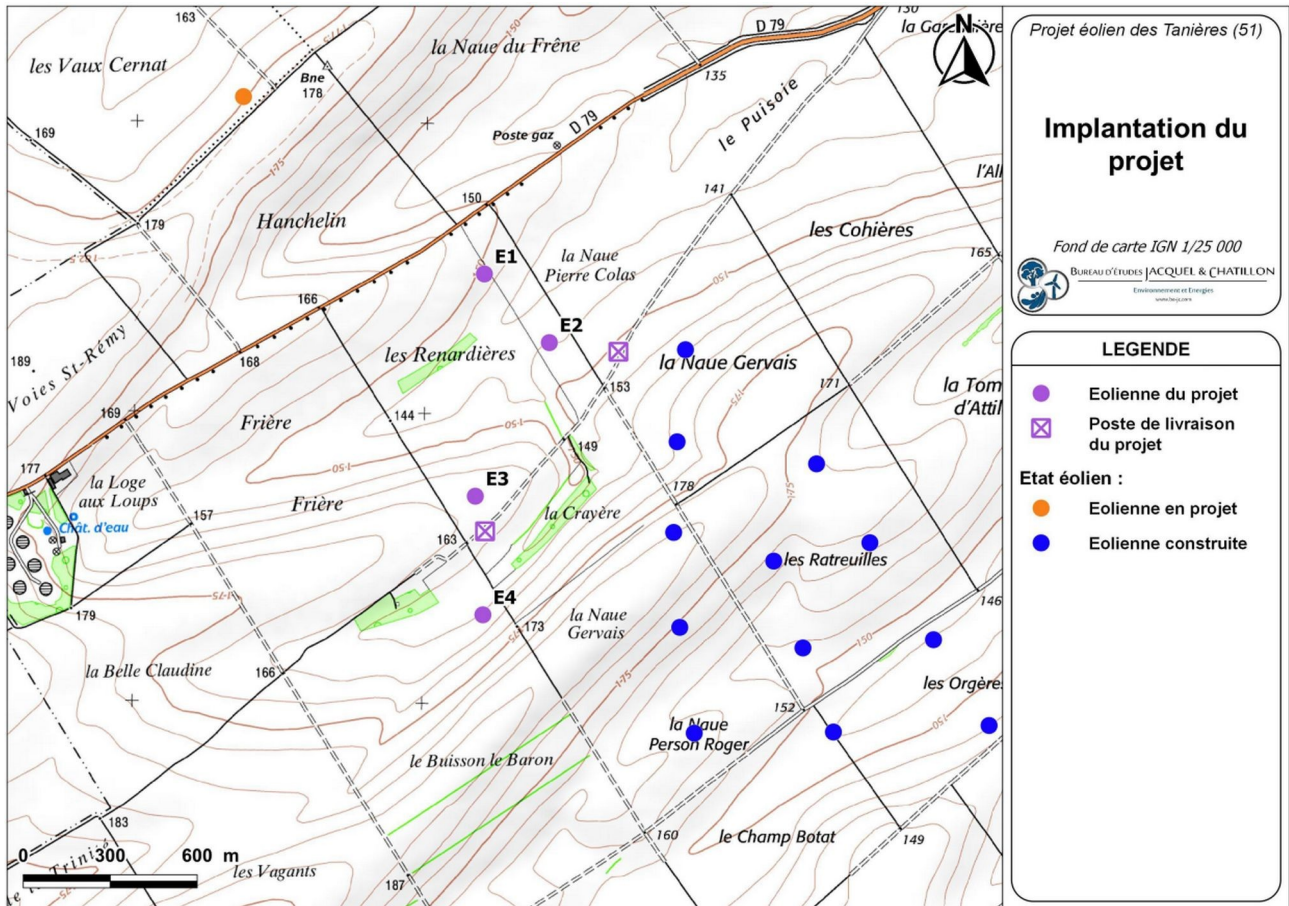 163
les Vaux Cernat
la Naue du Frêne
150
D 79
130
N
Bne
178
135
169
le Puisoie
Poste gaz
D 79
l'All
179
Hanchelin
150
141
les Cohières
165
E1
la Naue
Pierre Colas
166
Voies St-Rémy
189
168
les Renardières
E2
la Naue Gervais
153
171
la Tom
d'Attil
169
Frière
144
149
177
la Loge
aux Loups
Frière
E3
178
la Crayère
Chât. d'eau
157
163
les Ratreuilles
179
E4
173
la Naue
Gervais
146
la Belle Claudine
166
152
les Orgères
la Naue
Person Roger
le Buisson le Baron
183
160
le Champ Botat
149
0 300 600 m
les Vagants
187
Projet éolien des Tanières (51)
Implantation du
projet
Fond de carte IGN 1/25 000
BUREAU D'ÉTUDES JACQUEL & CHATILLON
Environnement et Energies
LEGENDE
Eolienne du projet
Poste de livraison
du projet
Etat éolien :
Eolienne en projet
Eolienne construite